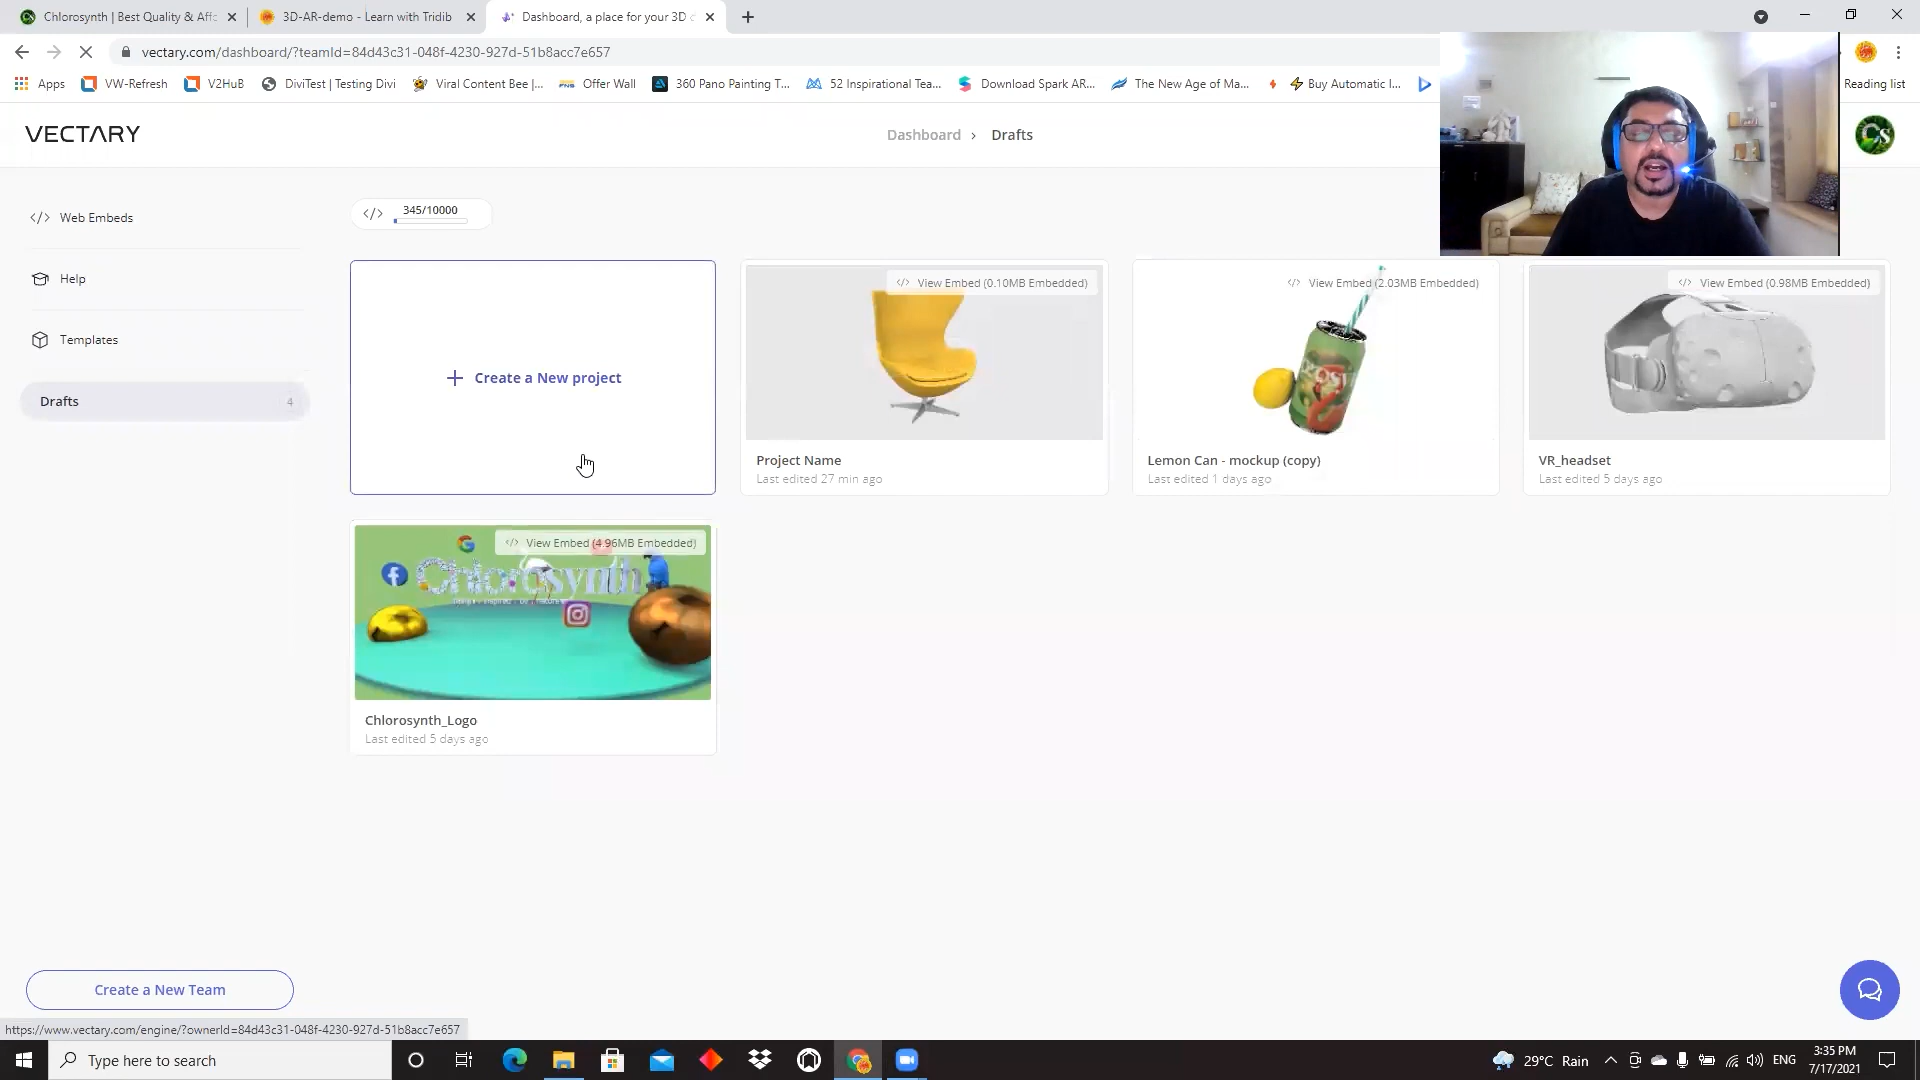 Chlorosynth | Best Quality & Affo
3D-AR-demo - Learn with Tridib
Dashboard, a place for your 3D d
vectary.com/dashboard/?teamId=84d43c31-048f-4230-927d-51b8acc7e657
Apps
VW-Refresh
V2HuB
DiviTest | Testing Divi
Viral Content Bee |...
Offer Wall
360 Pano Painting T...
52 Inspirational Tea...
Download Spark AR...
The New Age of Ma...
Buy Automatic I...
Reading list
VECTARY
Dashboard > Drafts
CS
Web Embeds
345/10000
Help
Templates
Drafts 4
+ Create a New project
View Embed (0.10MB Embedded)
Project Name
Last edited 27 min ago
View Embed (2.03MB Embedded)
Lemon Can - mockup (copy)
Last edited 1 days ago
View Embed (0.98MB Embedded)
VR_headset
Last edited 5 days ago
View Embed (4.96MB Embedded)
Chlorosynth
Chlorosynth_Logo
Last edited 5 days ago
Create a New Team
https://www.vectary.com/engine/?ownerId=84d43c31-048f-4230-927d-51b8acc7e657
Type here to search
29°C Rain
ENG
3:35 PM
7/17/2021